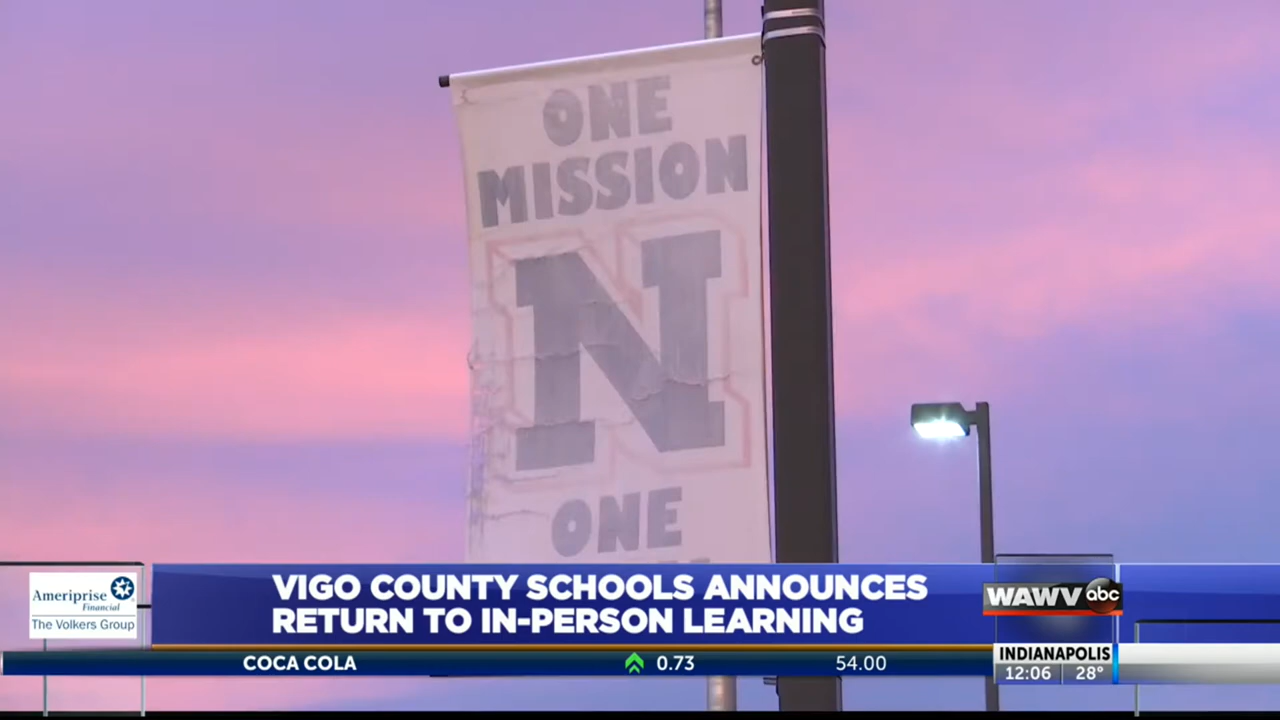 ONE
MISSION
N
ONE
Ameriprise
Financial
The Volkers Group
VIGO COUNTY SCHOOLS ANNOUNCES
RETURN TO IN-PERSON LEARNING
WAWV abc
COCA COLA 0.73 54.00
INDIANAPOLIS
12:06 28°